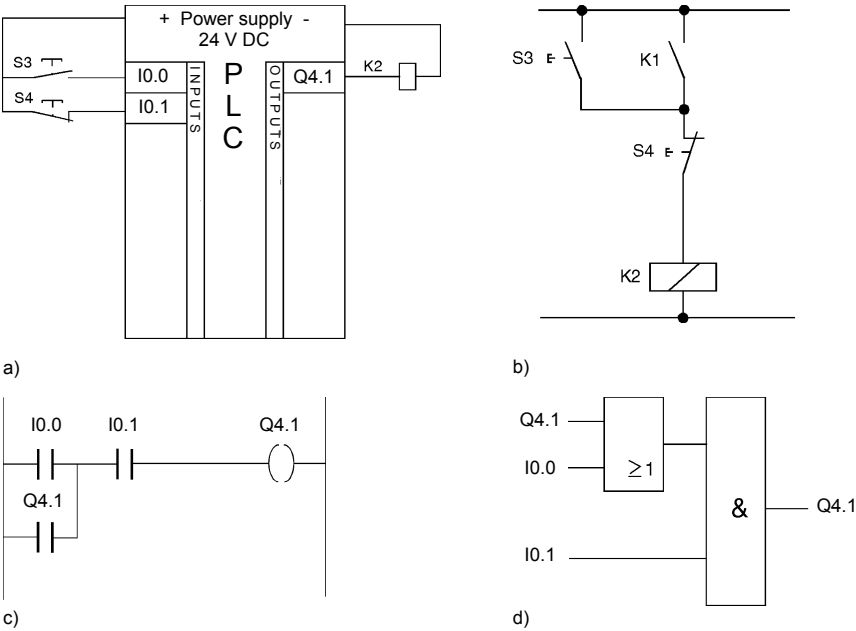 + Power supply -
24 V DC
S3
I0.0
INPUTS
PLC
OUTPUTS
Q4.1
K2
S4
I0.1
a)
S3
K1
S4
K2
b)
I0.0 I0.1 Q4.1
Q4.1
c)
Q4.1
I0.0
≥1
&
Q4.1
I0.1
d)